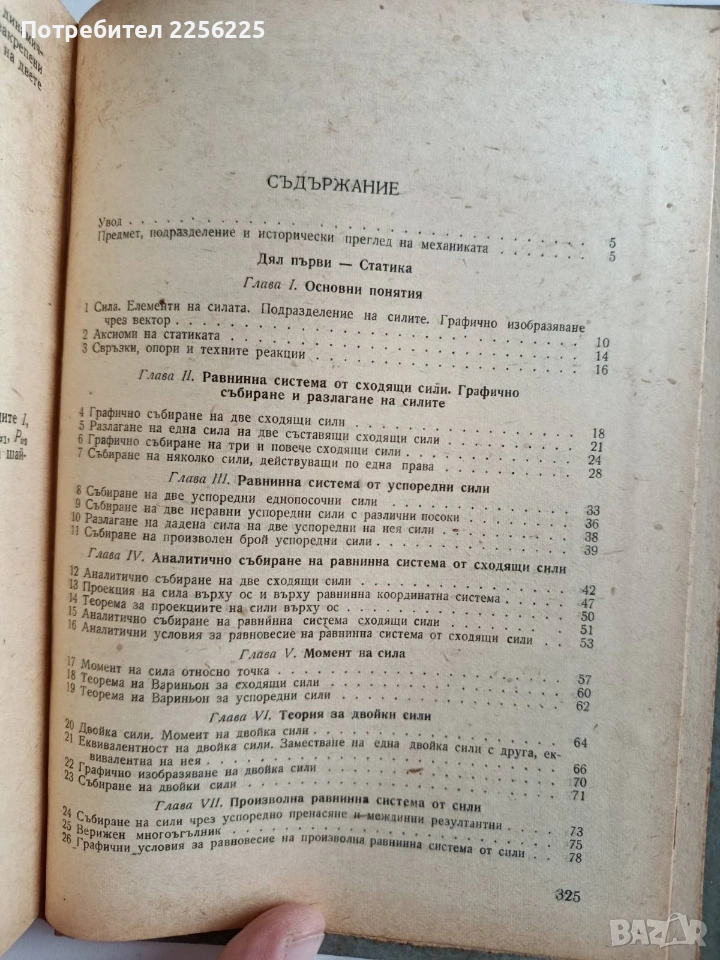 Потребител 2256225
динамич-
закрепени
на двете
дите I,
шай-
СЪДЪРЖАНИЕ
Увод . . . 5
Предмет, подразделение и исторически преглед на механиката . . . 5
Дял първи — Статика
Глава I. Основни понятия
1 Сила. Елементи на силата. Подразделение на силите. Графично изобразяване
чрез вектор . . . 10
2 Аксиоми на статиката . . . 14
3 Свръзки, опори и техните реакции . . . 16
Глава II. Равнинна система от сходящи сили. Графично
събиране и разлагане на силите
4 Графично събиране на две сходящи сили . . . 18
5 Разлагане на една сила на две съставящи сходящи сили . . . 21
6 Графично събиране на три и повече сходящи сили . . . 24
7 Събиране на няколко сили, действуващи по една права . . . 28
Глава III. Равнинна система от успоредни сили
8 Събиране на две успоредни еднопосочни сили . . . 33
9 Събиране на две неравни успоредни сили с различни посоки . . . 36
10 Разлагане на дадена сила на две успоредни на нея сили . . . 38
11 Събиране на произволен брой успоредни сили . . . 39
Глава IV. Аналитично събиране на равнинна система от сходящи сили
12 Аналитично събиране на две сходящи сили . . . 42
13 Проекция на сила върху ос и върху равнинна координатна система . . . 47
14 Теорема за проекциите на сили върху ос . . . 50
15 Аналитично събиране на равнинна система сходящи сили . . . 51
16 Аналитични условия за равновесие на равнинна система от сходящи сили . . . 53
Глава V. Момент на сила
17 Момент на сила относно точка . . . 57
18 Теорема на Вариньон за сходящи сили . . . 60
19 Теорема на Вариньон за успоредни сили . . . 62
Глава VI. Теория за двойки сили
20 Двойка сили. Момент на двойка сили . . . 64
21 Еквивалентност на двойка сили. Заместване на една двойка сили с друга, ек-
вивалентна на нея . . . 66
22 Графично изобразяване на двойка сили . . . 70
23 Събиране на двойки сили . . . 71
Глава VII. Произволна равнинна система от сили
24 Събиране на сили чрез успоредно пренасяне и междинни резултантни . . . 73
25 Верижен многоъгълник . . . 75
26 Графични условия за равновесие на произволна равнинна система от сили . . . 78
325
BAZAR